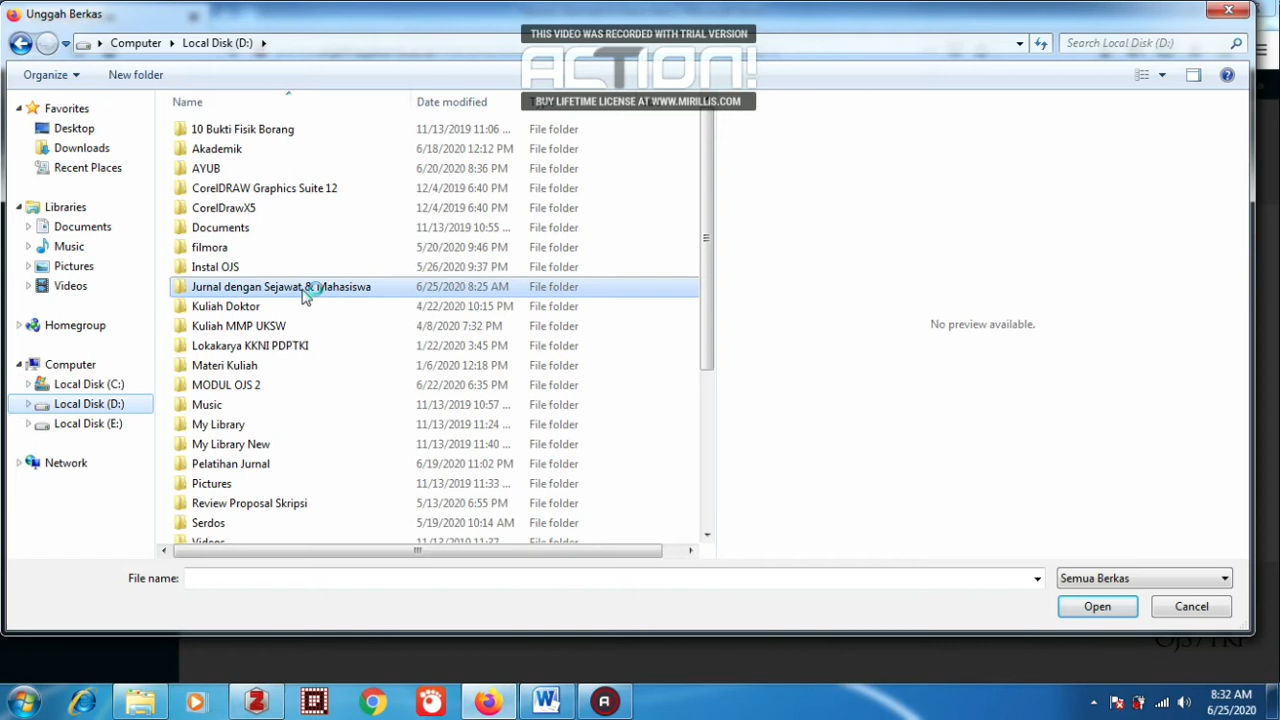 Unggah Berkas
THIS VIDEO WAS RECORDED WITH TRIAL VERSION
ACTION!
BUY LIFETIME LICENSE AT WWW.MIRILLIS.COM
Computer Local Disk (D:)
Search Local Disk (D:)
Organize New folder
Favorites
Desktop
Downloads
Recent Places
Libraries
Documents
Music
Pictures
Videos
Homegroup
Computer
Local Disk (C:)
Local Disk (D:)
Local Disk (E:)
Network
Name Date modified
10 Bukti Fisik Borang 11/13/2019 11:06 ... File folder
Akademik 6/18/2020 12:12 PM File folder
AYUB 6/20/2020 8:36 PM File folder
CorelDRAW Graphics Suite 12 12/4/2019 6:40 PM File folder
CorelDrawX5 12/4/2019 6:40 PM File folder
Documents 11/13/2019 10:55 ... File folder
filmora 5/20/2020 9:46 PM File folder
Instal OJS 5/26/2020 9:37 PM File folder
Jurnal dengan Sejawat & Mahasiswa 6/25/2020 8:25 AM File folder
Kuliah Doktor 4/22/2020 10:15 PM File folder
Kuliah MMP UKSW 4/8/2020 7:32 PM File folder
Lokakarya KKNI PDPTKI 1/22/2020 3:45 PM File folder
Materi Kuliah 1/6/2020 12:18 PM File folder
MODUL OJS 2 6/22/2020 6:35 PM File folder
Music 11/13/2019 10:57 ... File folder
My Library 11/13/2019 11:24 ... File folder
My Library New 11/13/2019 11:40 ... File folder
Pelatihan Jurnal 6/19/2020 11:02 PM File folder
Pictures 11/13/2019 11:33 ... File folder
Review Proposal Skripsi 5/13/2020 6:55 PM File folder
Serdos 5/19/2020 10:14 AM File folder
Videos 11/13/2019 11:37 ... File folder
No preview available.
File name:
Semua Berkas
Open Cancel
8:32 AM
6/25/2020